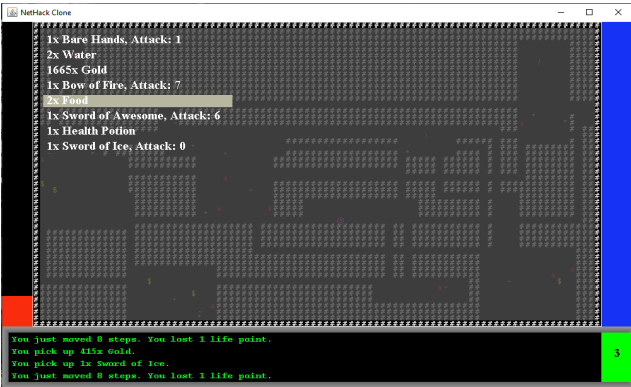 NetHack Clone
1x Bare Hands, Attack: 1
2x Water
1665x Gold
1x Bow of Fire, Attack: 7
2x Food
1x Sword of Awesome, Attack: 6
1x Health Potion
1x Sword of Ice, Attack: 0
You just moved 8 steps. You lost 1 life point.
You pick up 415x Gold.
3
You pick up 1x Sword of Ice.
You just moved 8 steps. You lost 1 life point.